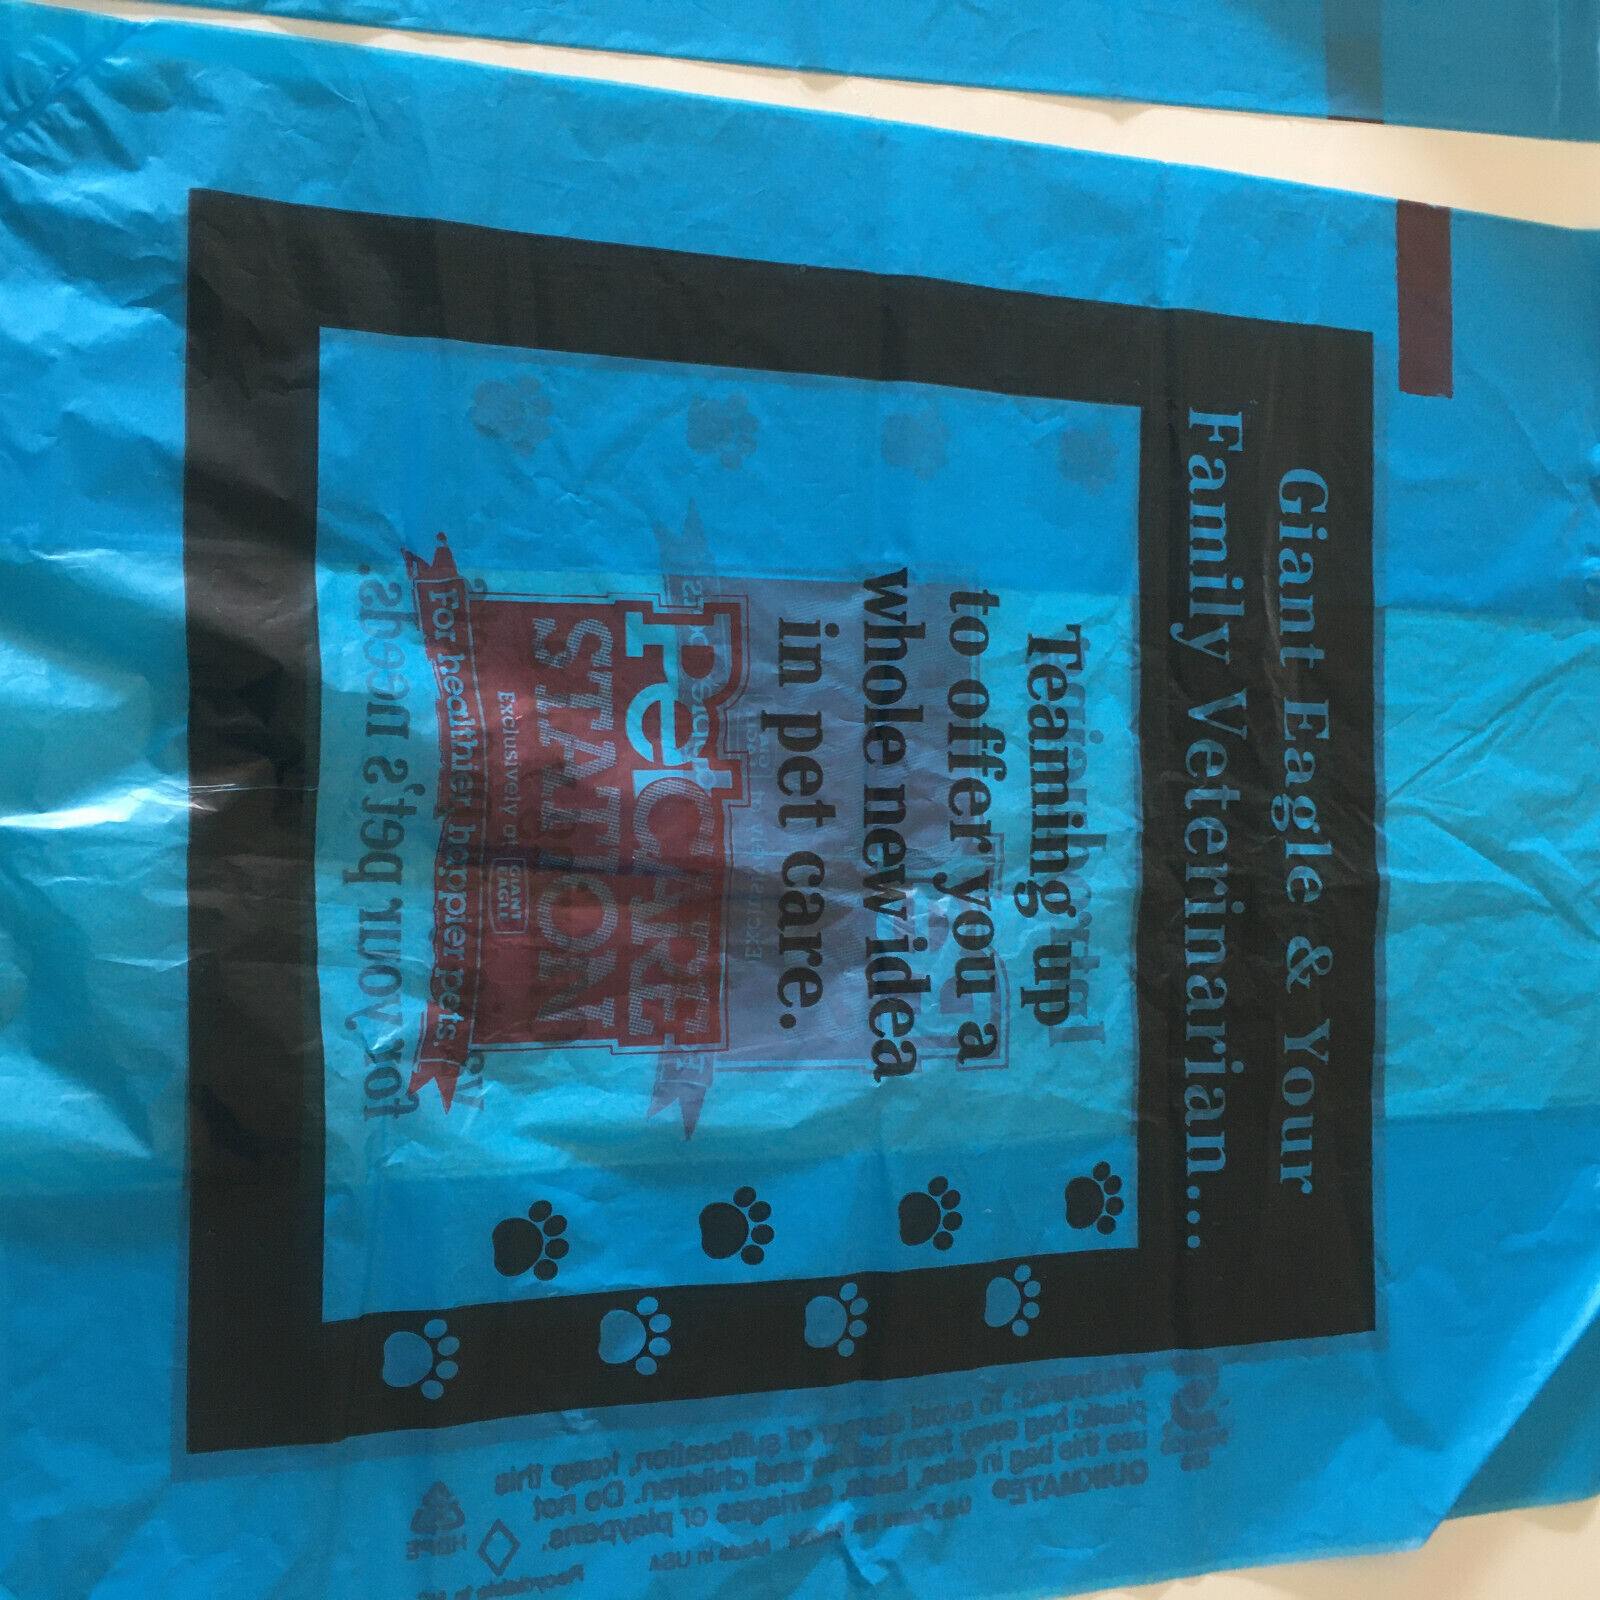 Giant Eagle & Your
Family Veterinarian...
Teaming up
to offer you a
whole new idea
in pet care.
PetCARE
STATION
Exclusively at GIANT EAGLE
For healthier, happier pets.
for your pet's needs.
WARNING: To avoid danger of suffocation, keep this
plastic bag away from babies and children. Do not
use this bag in cribs, beds, carriages or playpens.
QUIKMATE®
Made in USA
HDPE